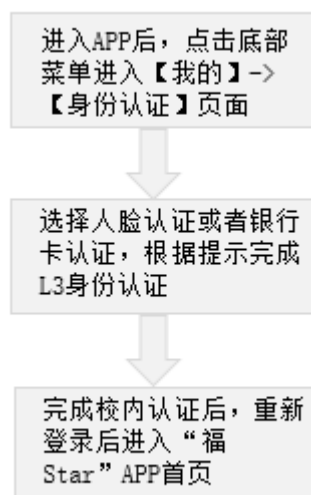 进入APP后，点击底部
菜单进入【我的】->
【身份认证】页面
选择人脸认证或者银行
卡认证，根据提示完成
L3身份认证
完成校内认证后，重新
登录后进入“福
Star”APP首页